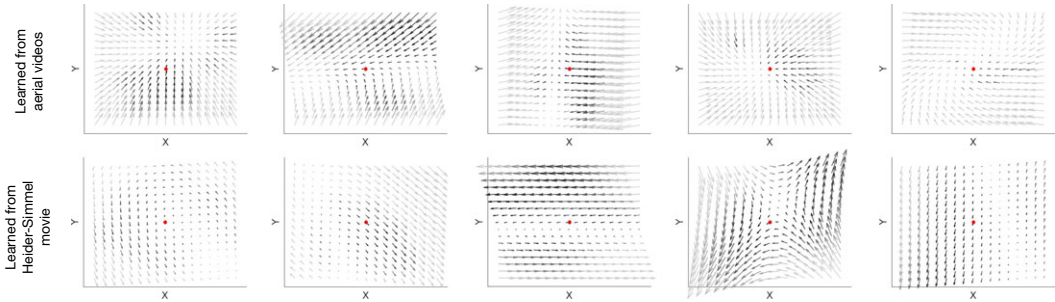 Learned from
aerial videos
Y
X
Y
X
Y
X
Y
X
Y
X
Learned from
Heider-Simmel
movie
Y
X
Y
X
Y
X
Y
X
Y
X